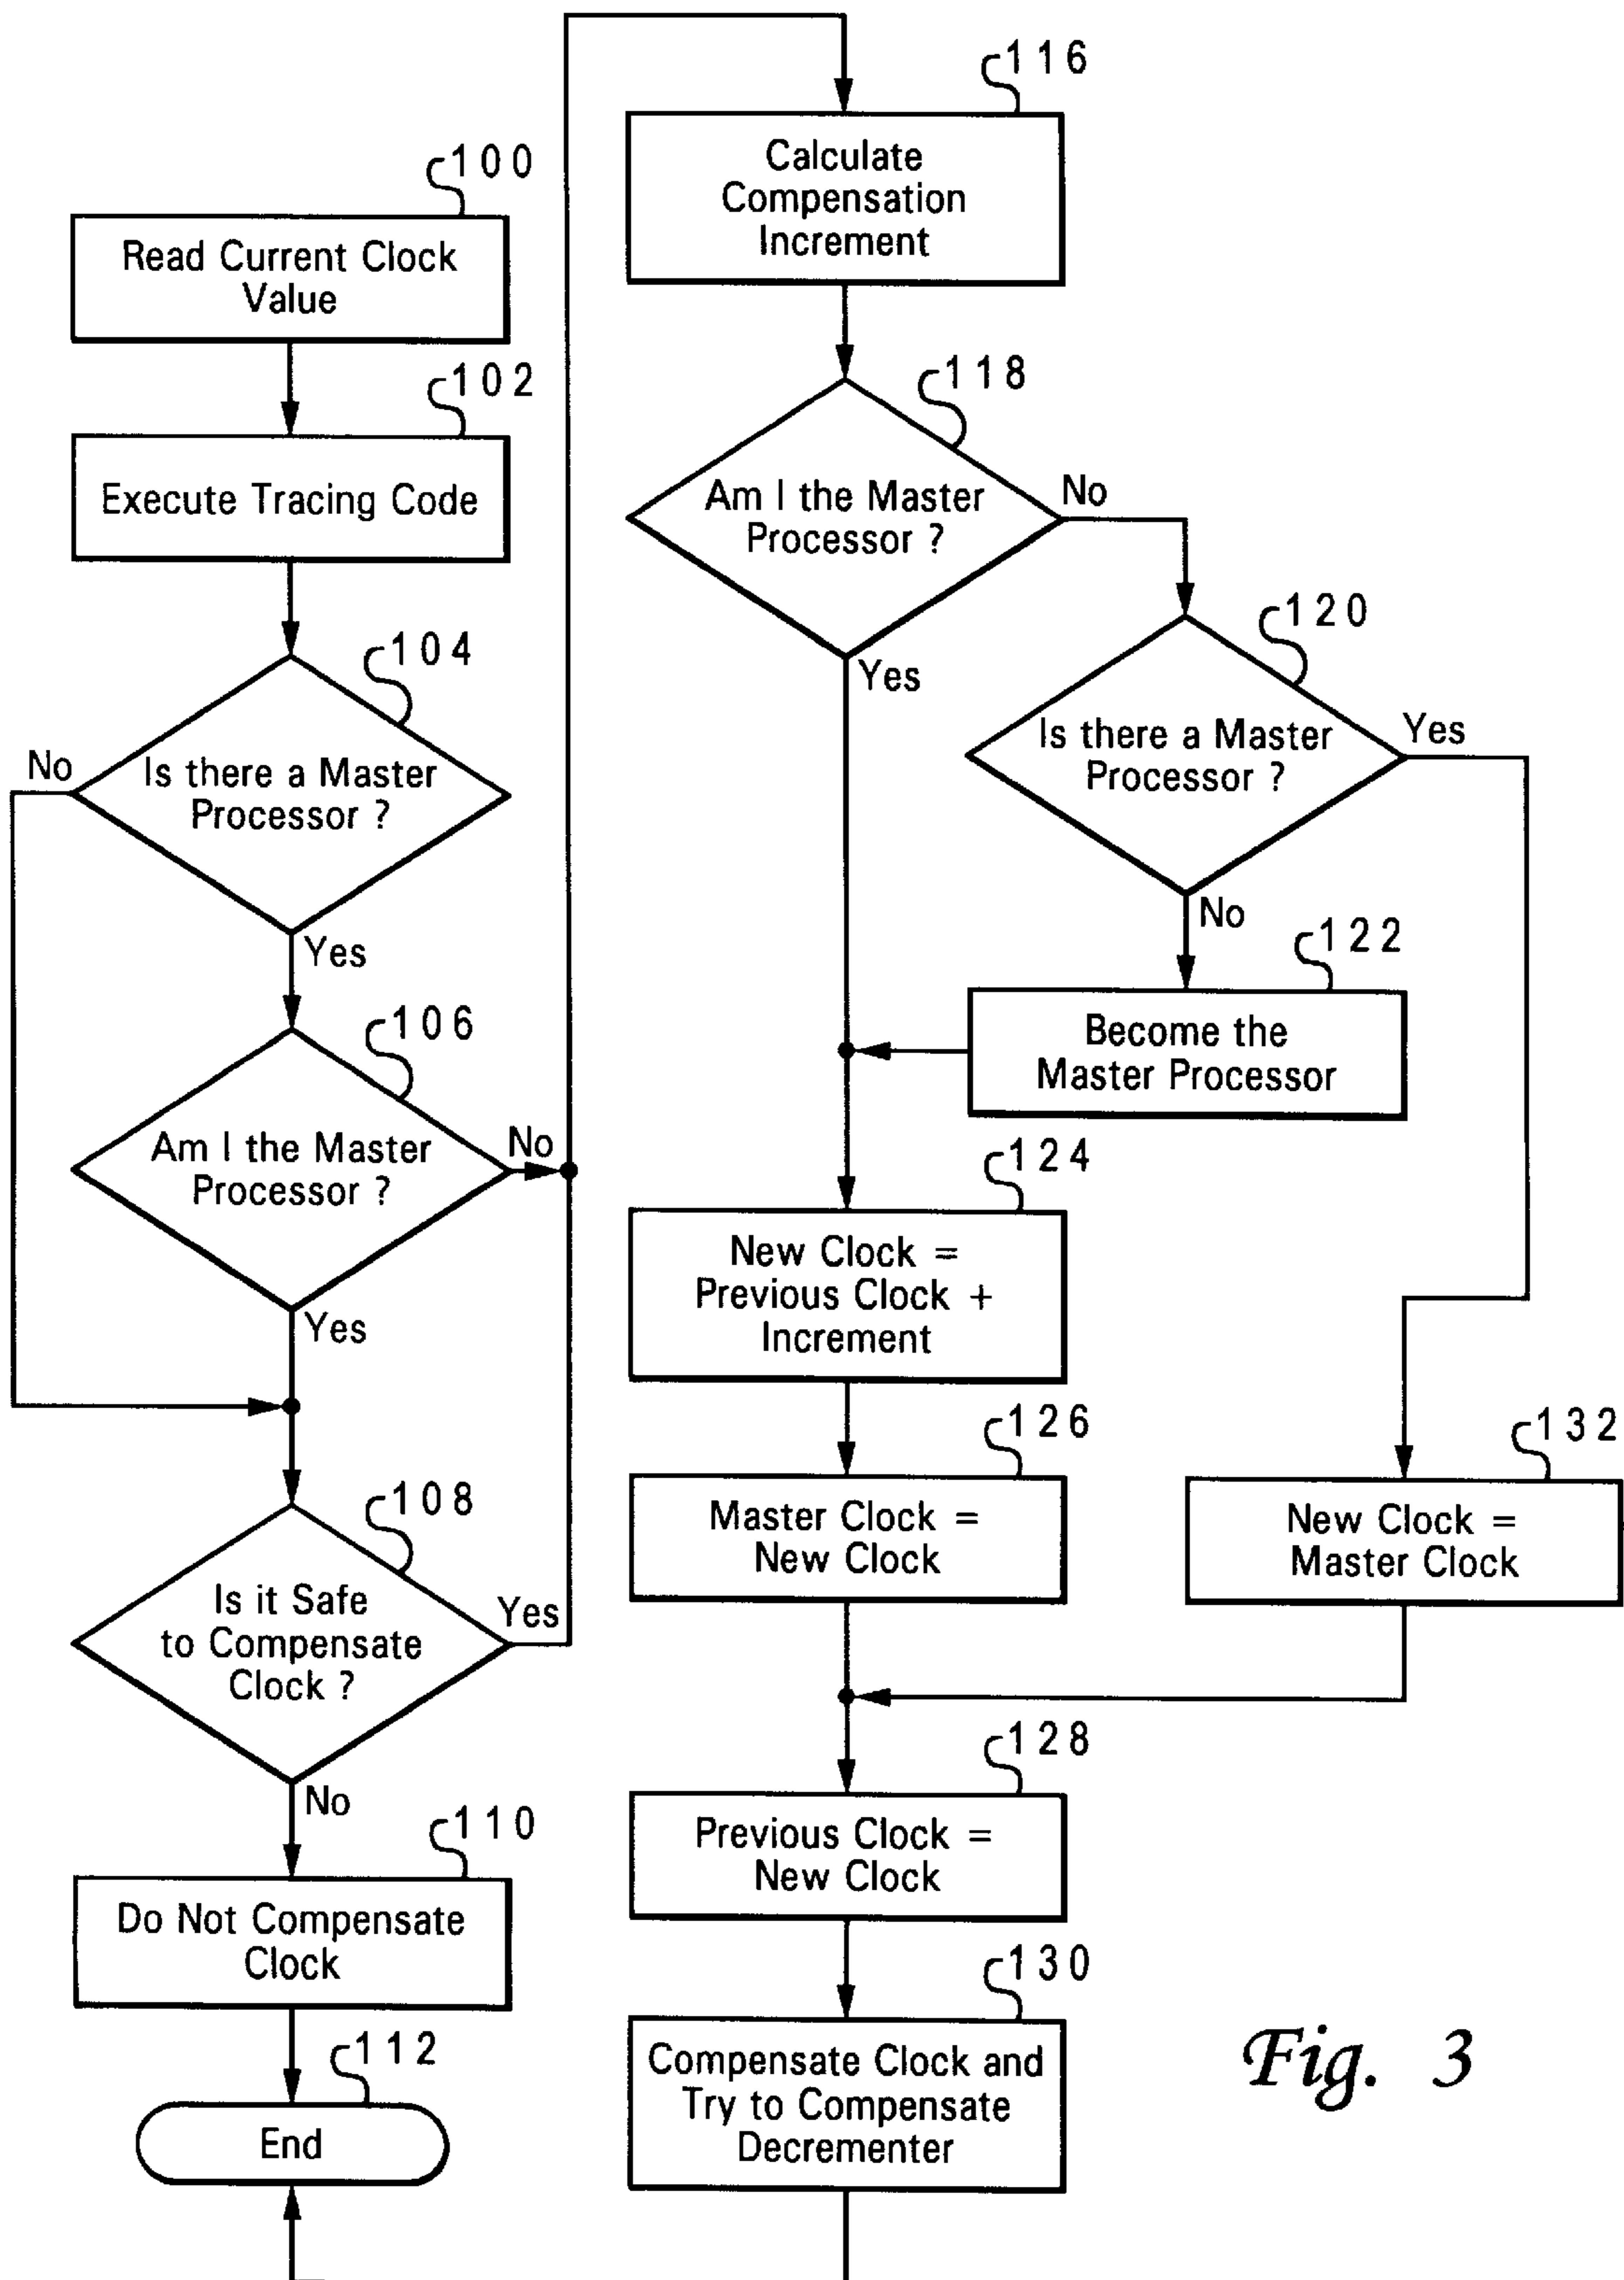 100
Read Current Clock
Value
102
Execute Tracing Code
104
No
Is there a Master
Processor ?
Yes
106
Am I the Master
Processor ?
No
Yes
108
Is it Safe
to Compensate
Clock ?
Yes
No
110
Do Not Compensate
Clock
112
End
116
Calculate
Compensation
Increment
118
Am I the Master
Processor ?
No
Yes
120
Is there a Master
Processor ?
Yes
No
122
Become the
Master Processor
124
New Clock =
Previous Clock +
Increment
126
Master Clock =
New Clock
132
New Clock =
Master Clock
128
Previous Clock =
New Clock
130
Compensate Clock and
Try to Compensate
Decrementer
Fig. 3